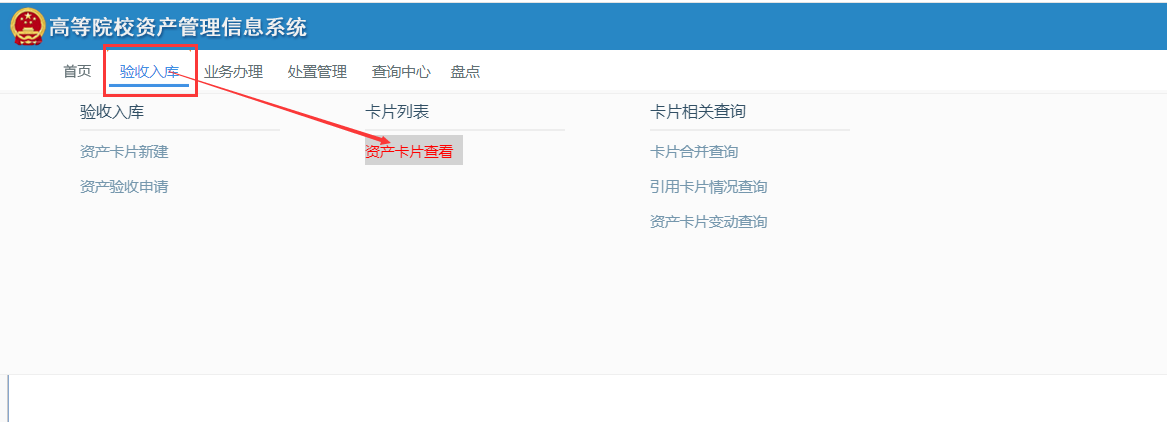 高等院校资产管理信息系统
首页 验收入库 业务办理 处置管理 查询中心 盘点
验收入库 卡片列表 卡片相关查询
资产卡片新建 资产卡片查看 卡片合并查询
资产验收申请 引用卡片情况查询
资产卡片变动查询